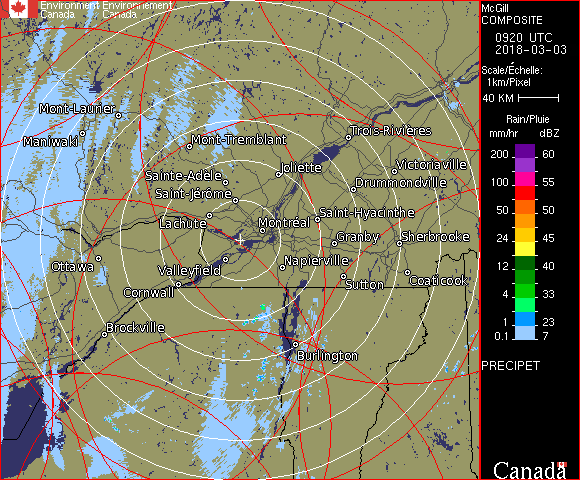 Environment Environnement
Canada Canada
McGill
COMPOSITE
0920 UTC
2018-03-03
Scale/Échelle:
1km/Pixel
40 KM
Rain/Pluie
mm/hr dBZ
200 60
100 55
50 50
24 45
12 40
4 33
1 23
0.1 7
PRECIPET
Canada
Mont-Laurier
Maniwaki
Mont-Tremblant
Trois-Rivières
Joliette
Victoriaville
Sainte-Adèle
Drummondville
Saint-Jérôme
Saint-Hyacinthe
Lachute
Montréal
Granby
Sherbrooke
Ottawa
Valleyfield
Napierville
Sutton
Coaticook
Cornwall
Brockville
Burlington